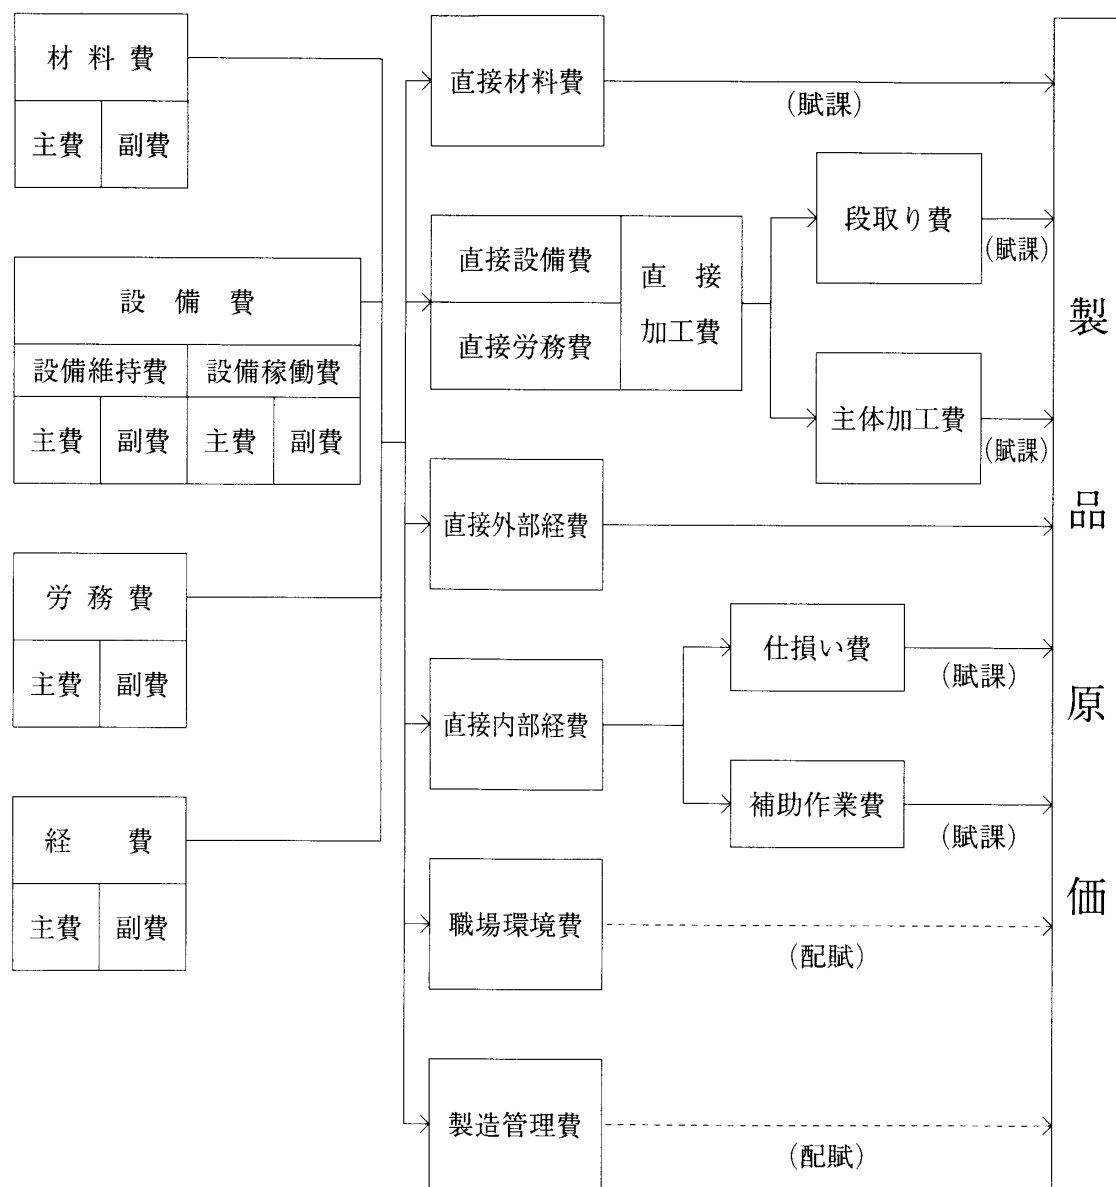 材料費
主費
副費
設備費
設備維持費
設備稼働費
主費
副費
主費
副費
労務費
主費
副費
経費
主費
副費
直接材料費
(賦課)
直接設備費
直接労務費
直接
加工費
段取り費
(賦課)
主体加工費
(賦課)
直接外部経費
直接内部経費
仕損い費
(賦課)
補助作業費
(賦課)
職場環境費
(配賦)
製造管理費
(配賦)
製品原価